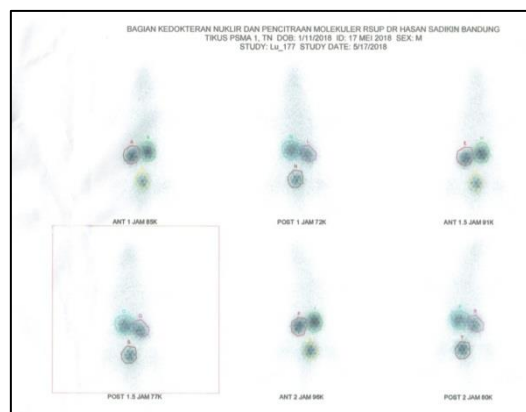 BAGIAN KEDOKTERAN NUKLIR DAN PENCITRAAN MOLEKULER RSUP DR HASAN SADIKIN BANDUNG
TIKUS PSMA 1, TN DOB: 1/11/2018 ID: 17 MEI 2018 SEX: M
STUDY: Lu_177 STUDY DATE: 5/17/2018
ANT 1 JAM 85K
POST 1 JAM 72K
ANT 1.5 JAM 81K
POST 1.5 JAM 77K
ANT 2 JAM 96K
POST 2 JAM 80K